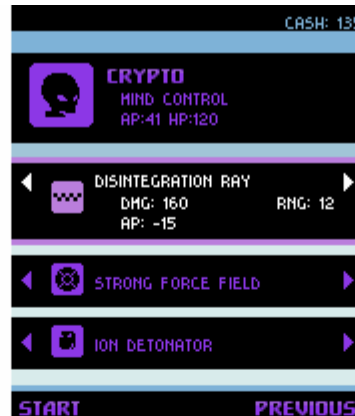 CASH: 135
CRYPTO
MIND CONTROL
AP:41 HP:120
DISINTEGRATION RAY
DMG: 160 RNG: 12
AP: -15
STRONG FORCE FIELD
ION DETONATOR
START PREVIOUS